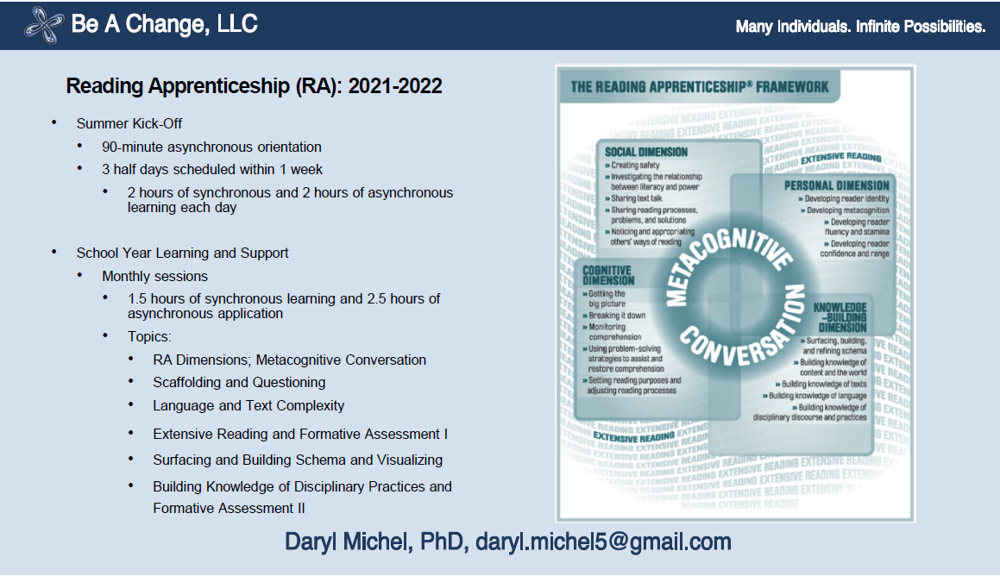 Be A Change, LLC
Many Individuals. Infinite Possibilities.
Reading Apprenticeship (RA): 2021-2022
• Summer Kick-Off
• 90-minute asynchronous orientation
• 3 half days scheduled within 1 week
• 2 hours of synchronous and 2 hours of asynchronous
learning each day
• School Year Learning and Support
• Monthly sessions
• 1.5 hours of synchronous learning and 2.5 hours of
asynchronous application
• Topics:
• RA Dimensions; Metacognitive Conversation
• Scaffolding and Questioning
• Language and Text Complexity
• Extensive Reading and Formative Assessment I
• Surfacing and Building Schema and Visualizing
• Building Knowledge of Disciplinary Practices and
Formative Assessment II
THE READING APPRENTICESHIP® FRAMEWORK
SOCIAL DIMENSION
» Creating safety
» Investigating the relationship
between literacy and power
» Sharing text talk
» Sharing reading processes,
problems, and solutions
» Noticing and appropriating
others' ways of reading
EXTENSIVE READING
PERSONAL DIMENSION
» Developing reader identity
» Developing metacognition
» Developing reader
fluency and stamina
» Developing reader
confidence and range
METACOGNITIVE
CONVERSATION
COGNITIVE
DIMENSION
» Getting the
big picture
» Breaking it down
» Monitoring
comprehension
» Using problem-solving
strategies to assist and
restore comprehension
» Setting reading purposes and
adjusting reading processes
KNOWLEDGE
-BUILDING
DIMENSION
» Surfacing, building,
and refining schema
» Building knowledge of
content and the world
» Building knowledge of texts
» Building knowledge of language
» Building knowledge of
disciplinary discourse and practices
EXTENSIVE READING
Daryl Michel, PhD, daryl.michel5@gmail.com